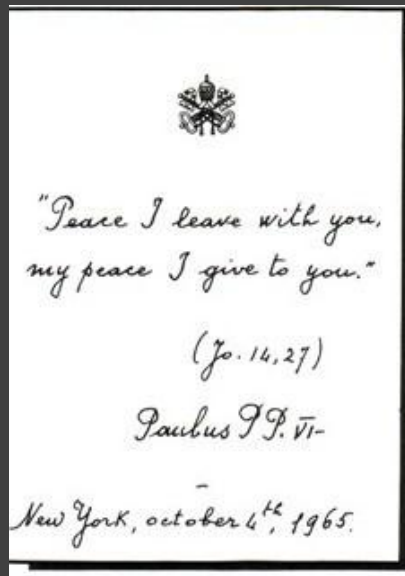 "Peace I leave with you,
my peace I give to you."
(Jo. 14, 27)
Paulus P P. VI-
–
New York, october 4th, 1965.